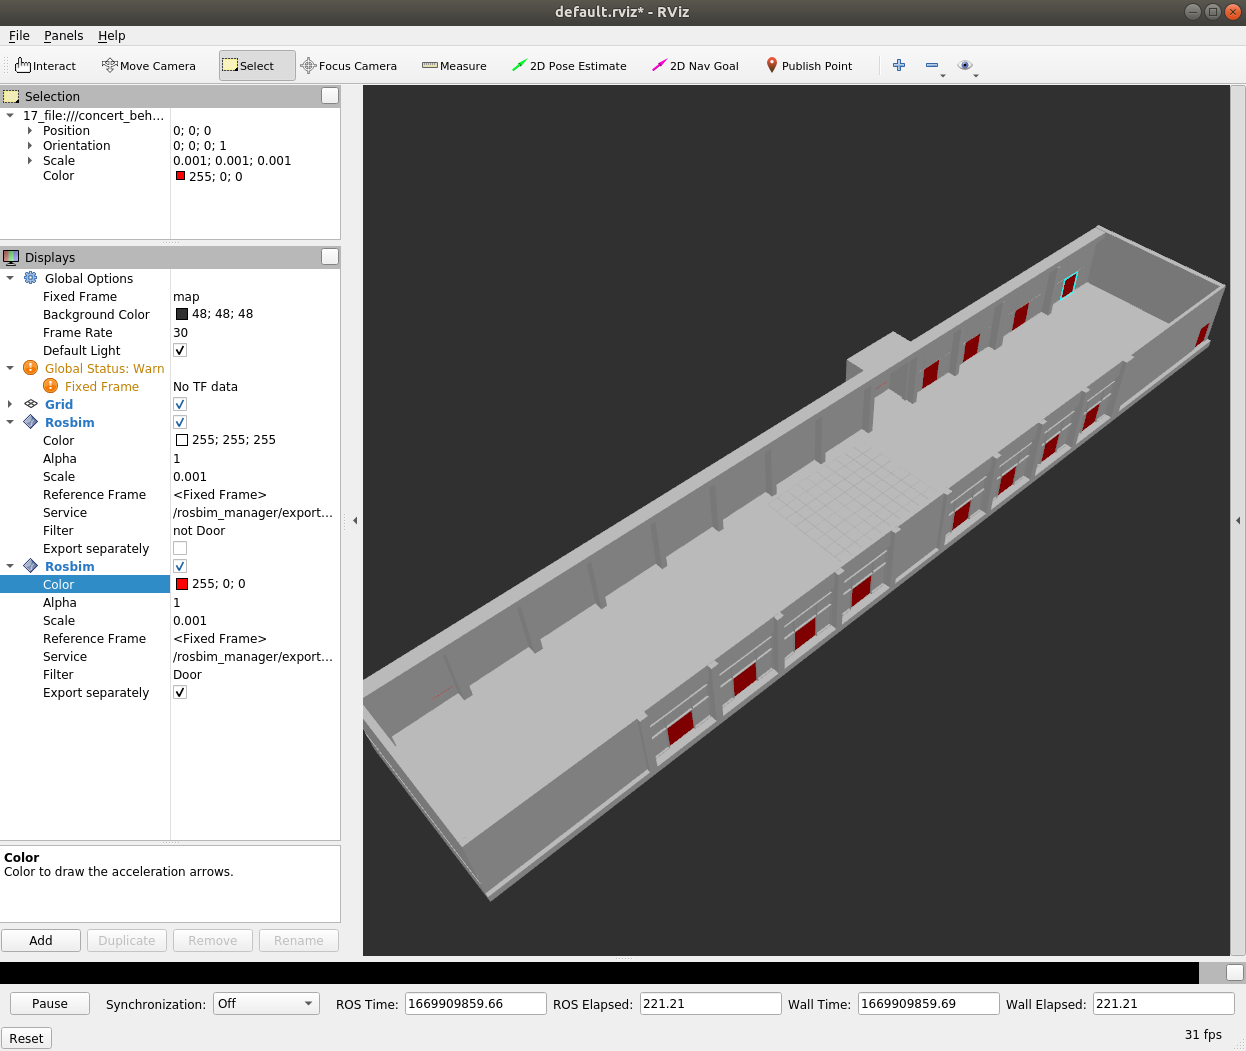 default.rviz* - RViz
File Panels Help
Interact Move Camera Select Focus Camera Measure 2D Pose Estimate 2D Nav Goal Publish Point
Selection
17_file:///concert_beh...
Position 0; 0; 0
Orientation 0; 0; 0; 1
Scale 0.001; 0.001; 0.001
Color 255; 0; 0
Displays
Global Options
Fixed Frame map
Background Color 48; 48; 48
Frame Rate 30
Default Light
Global Status: Warn
Fixed Frame No TF data
Grid
Rosbim
Color 255; 255; 255
Alpha 1
Scale 0.001
Reference Frame <Fixed Frame>
Service /rosbim_manager/export...
Filter not Door
Export separately
Rosbim
Color 255; 0; 0
Alpha 1
Scale 0.001
Reference Frame <Fixed Frame>
Service /rosbim_manager/export...
Filter Door
Export separately
Color
Color to draw the acceleration arrows.
Add Duplicate Remove Rename
Pause Synchronization: Off ROS Time: 1669909859.66 ROS Elapsed: 221.21 Wall Time: 1669909859.69 Wall Elapsed: 221.21
Reset 31 fps